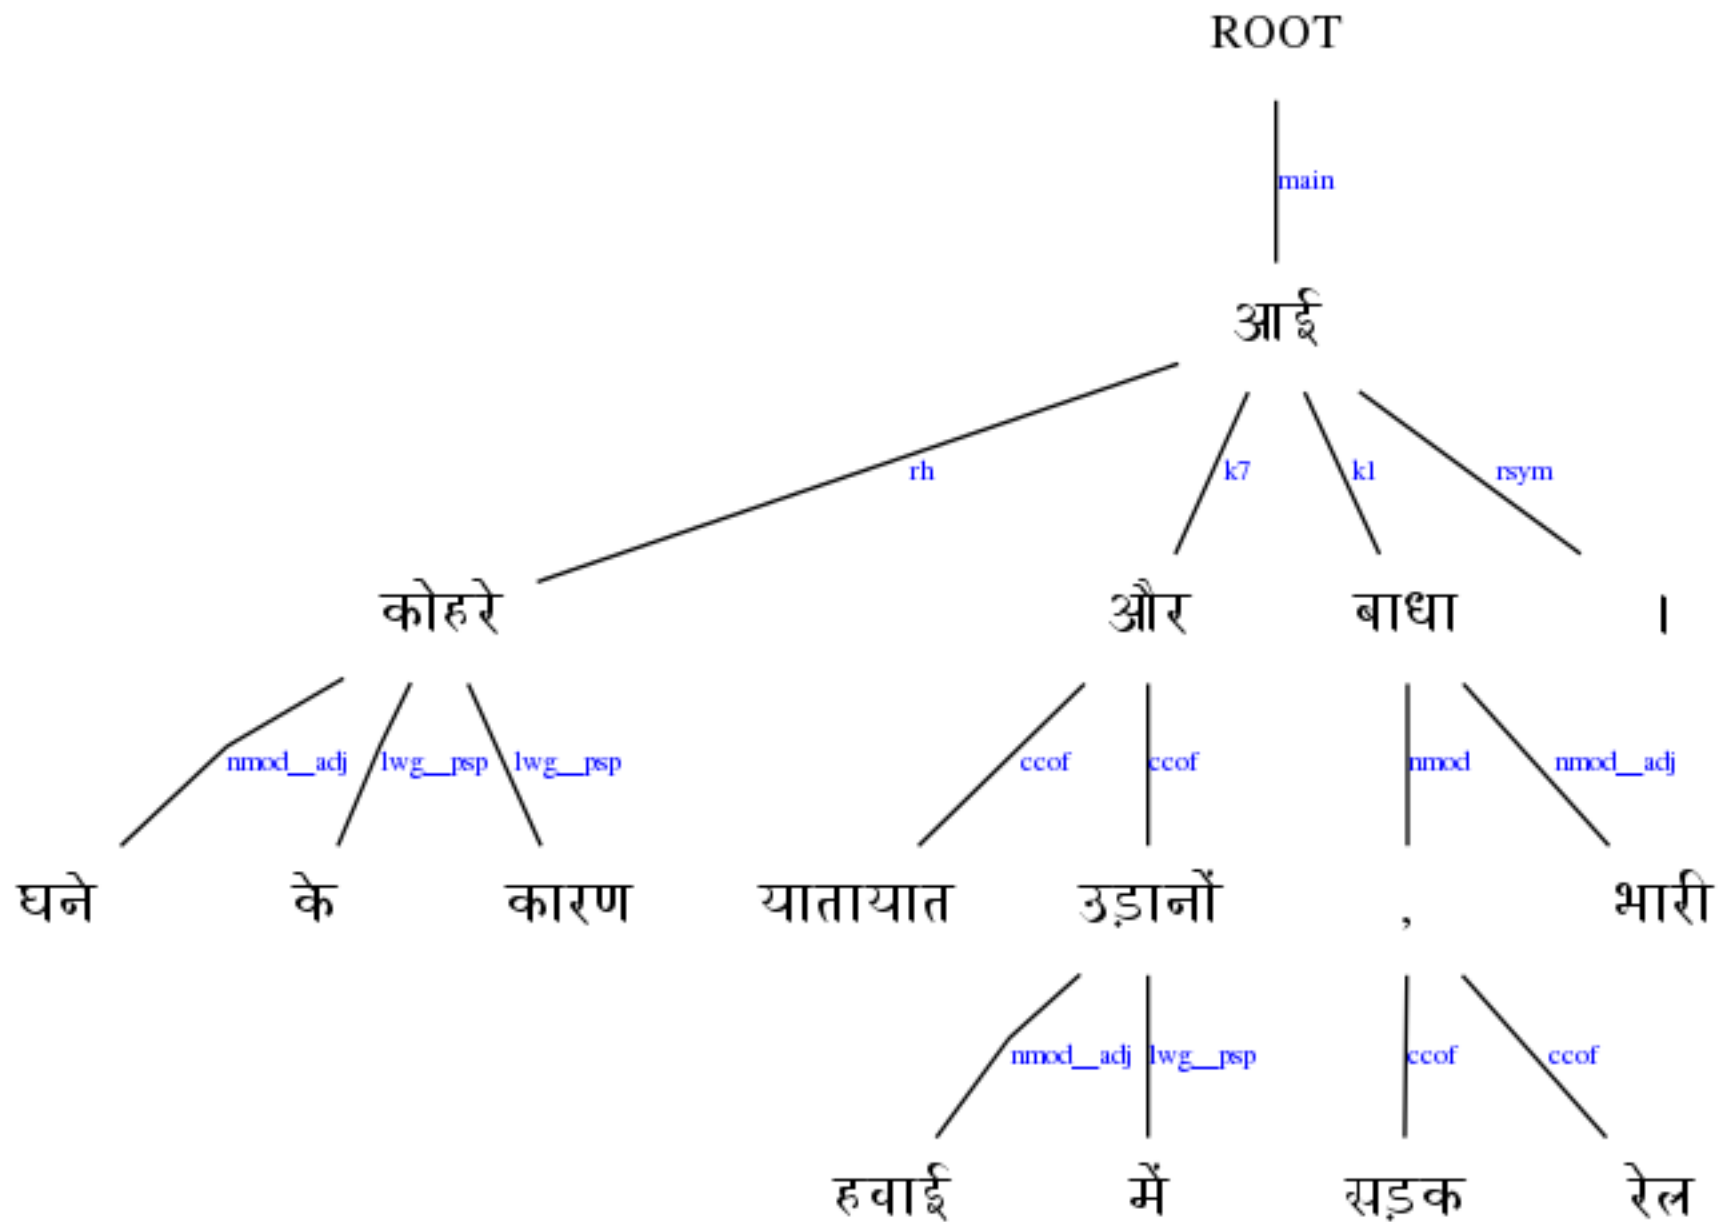 ROOT
main
आई
rh k7 k1 rsym
कोहरे और बाधा ।
nmod__adj lwg__psp lwg__psp ccof ccof nmod nmod__adj
घने के कारण यातायात उड़ानों , भारी
nmod__adj lwg__psp ccof ccof
हवाई में सड़क रेल